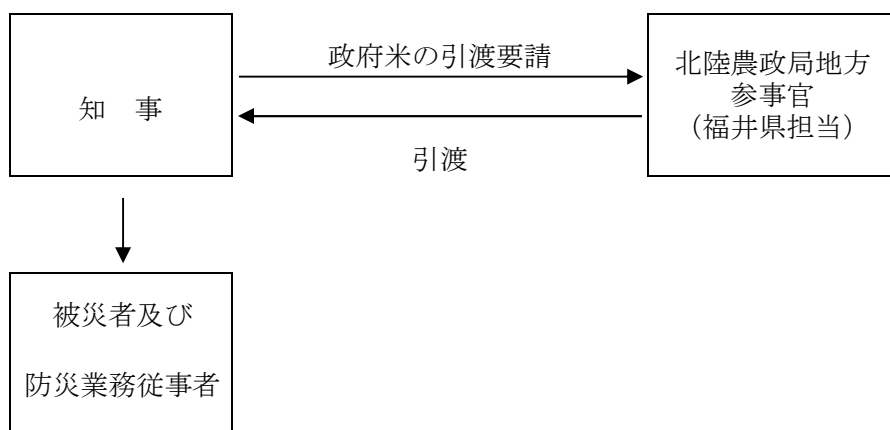 政府米の引渡要請
知　事
北陸農政局地方
参事官
（福井県担当）
引渡
被災者及び
防災業務従事者